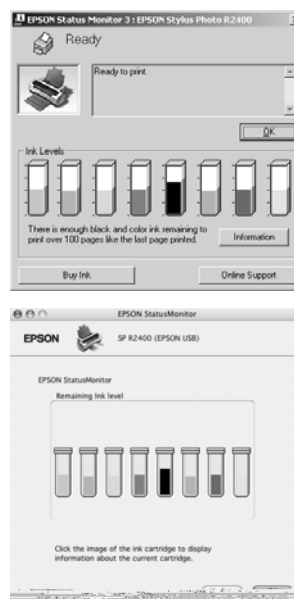 EPSON Status Monitor 3 : EPSON Stylus Photo R2400
Ready
Ready to print.
OK
Ink Levels
There is enough black and color ink remaining to
print over 100 pages like the last page printed.
Information
Buy Ink
Online Support
EPSON StatusMonitor
EPSON
SP R2400 (EPSON USB)
EPSON StatusMonitor
Remaining Ink level
Click the image of the ink cartridge to display
information about the current cartridge.